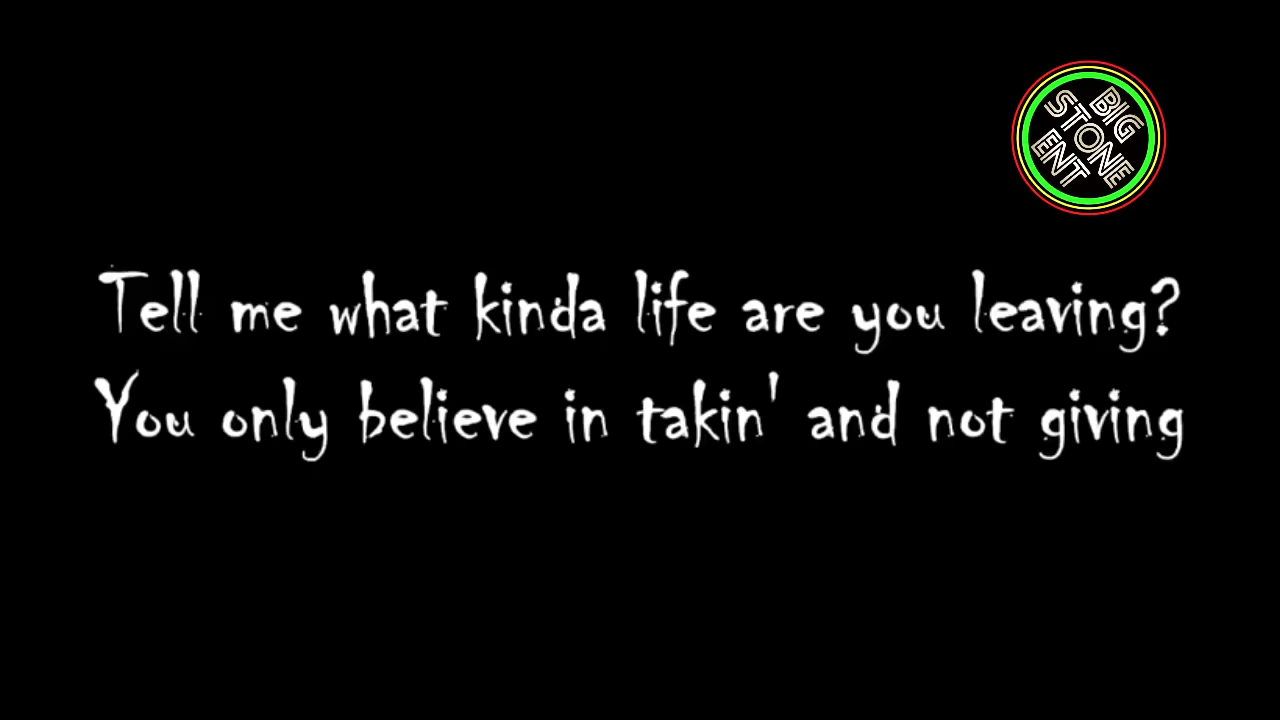 BIG
STONE
ENT
Tell me what kinda life are you leaving?
You only believe in takin' and not giving